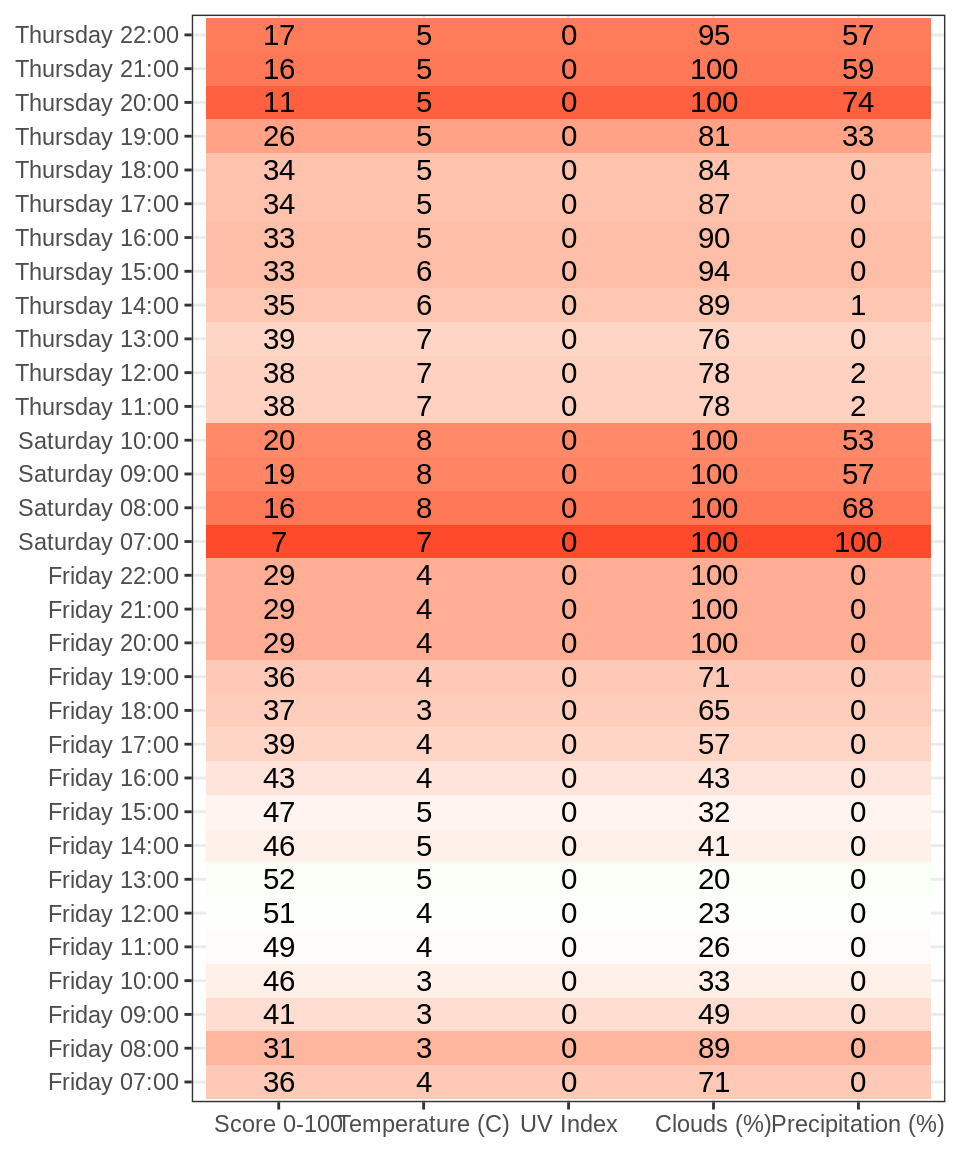 Thursday 22:00 17 5 0 95 57
Thursday 21:00 16 5 0 100 59
Thursday 20:00 11 5 0 100 74
Thursday 19:00 26 5 0 81 33
Thursday 18:00 34 5 0 84 0
Thursday 17:00 34 5 0 87 0
Thursday 16:00 33 5 0 90 0
Thursday 15:00 33 6 0 94 0
Thursday 14:00 35 6 0 89 1
Thursday 13:00 39 7 0 76 0
Thursday 12:00 38 7 0 78 2
Thursday 11:00 38 7 0 78 2
Saturday 10:00 20 8 0 100 53
Saturday 09:00 19 8 0 100 57
Saturday 08:00 16 8 0 100 68
Saturday 07:00 7 7 0 100 100
Friday 22:00 29 4 0 100 0
Friday 21:00 29 4 0 100 0
Friday 20:00 29 4 0 100 0
Friday 19:00 36 4 0 71 0
Friday 18:00 37 3 0 65 0
Friday 17:00 39 4 0 57 0
Friday 16:00 43 4 0 43 0
Friday 15:00 47 5 0 32 0
Friday 14:00 46 5 0 41 0
Friday 13:00 52 5 0 20 0
Friday 12:00 51 4 0 23 0
Friday 11:00 49 4 0 26 0
Friday 10:00 46 3 0 33 0
Friday 09:00 41 3 0 49 0
Friday 08:00 31 3 0 89 0
Friday 07:00 36 4 0 71 0
Score 0-100 Temperature (C) UV Index Clouds (%) Precipitation (%)